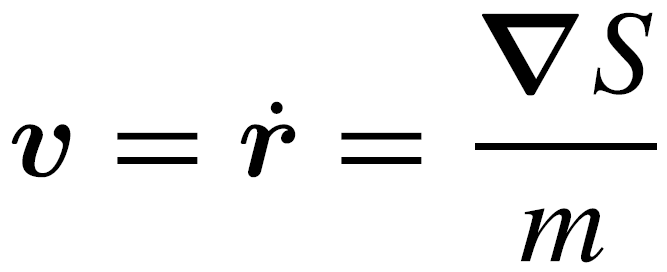 v = ṙ = ∇S / m